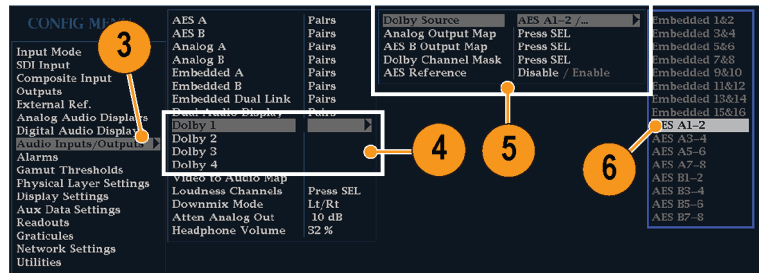 CONFIG MENU
Input Mode
SDI Input
Composite Input
Outputs
External Ref.
Analog Audio Displays
Digital Audio Display
Audio Inputs/Outputs
Alarms
Gamut Thresholds
Physical Layer Settings
Display Settings
Aux Data Settings
Readouts
Graticules
Network Settings
Utilities
3
AES A Pairs
AES B Pairs
Analog A Pairs
Analog B Pairs
Embedded A Pairs
Embedded B Pairs
Embedded Dual Link Pairs
Dual Audio Display Pairs
Dolby 1
Dolby 2
Dolby 3
Dolby 4
Video to Audio Map
Loudness Channels Press SEL
Downmix Mode Lt/Rt
Atten Analog Out 10 dB
Headphone Volume 32 %
4
Dolby Source AES A1-2 /...
Analog Output Map Press SEL
AES B Output Map Press SEL
Dolby Channel Mask Press SEL
AES Reference Disable / Enable
5
Embedded 1&2
Embedded 3&4
Embedded 5&6
Embedded 7&8
Embedded 9&10
Embedded 11&12
Embedded 13&14
Embedded 15&16
AES A1-2
AES A3-4
AES A5-6
AES A7-8
AES B1-2
AES B3-4
AES B5-6
AES B7-8
6